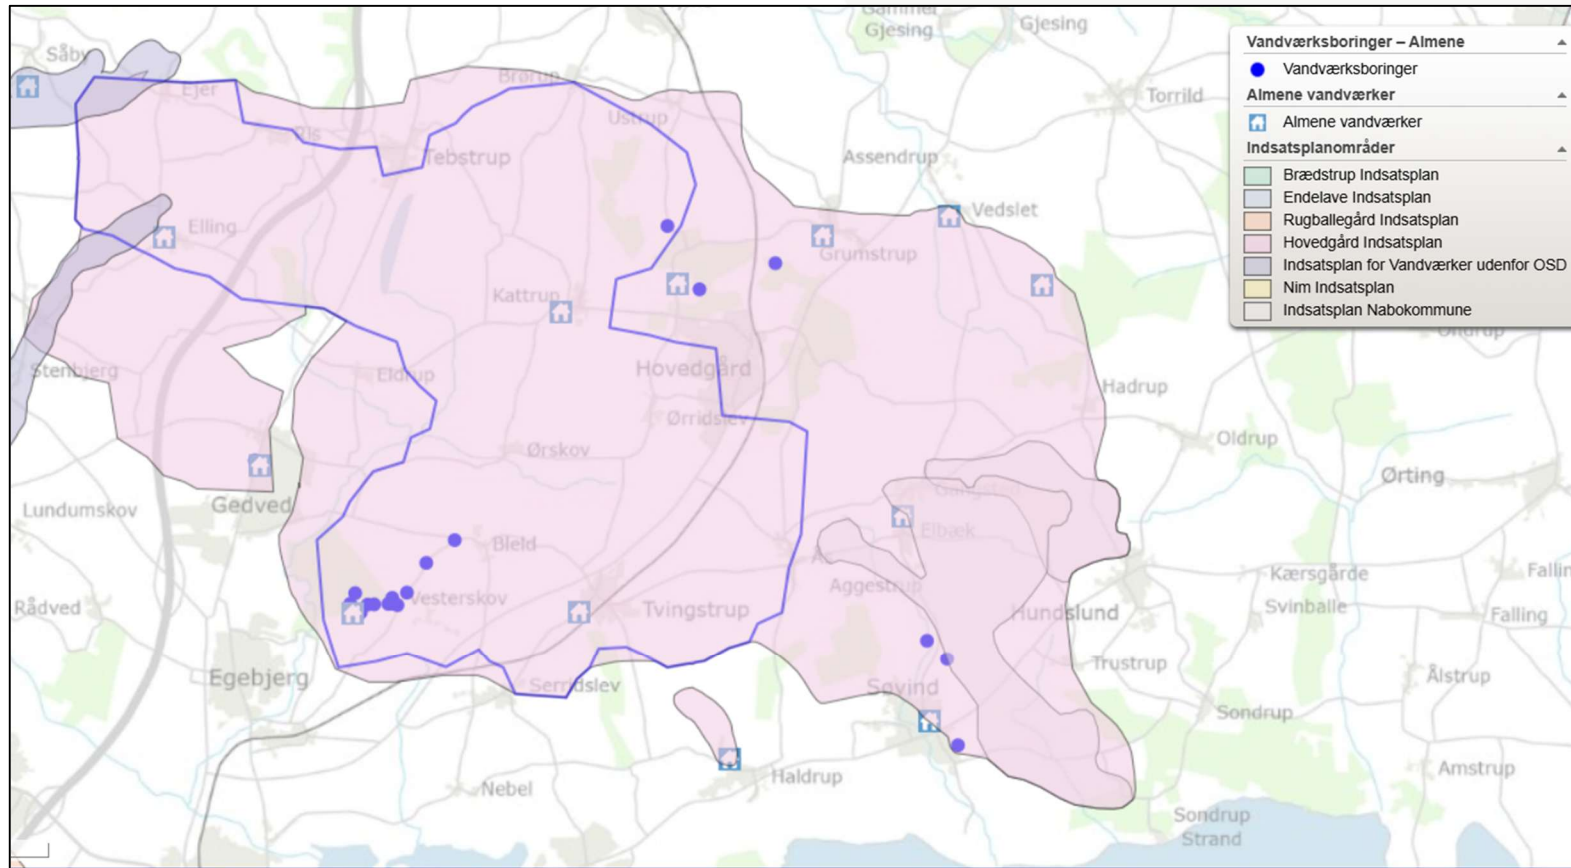 Gammel
Gjesing
Gjesing
Såby
Ejer
Ris
Brørup
Ustrup
Tebstrup
Torrild
Assendrup
Vedslet
Elling
Grumstrup
Kattrup
Stenbjerg
Eldrup
Hovedgård
Hadrup
Ørridslev
Oldrup
Ørskov
Ørting
Gedved
Lundumskov
Elbæk
Bleld
As
Aggestrup
Kærsgårde
Rådved
Vesterskov
Tvingstrup
Hundslund
Svinballe
Falling
Egebjerg
Serridslev
Søvind
Trustrup
Ålstrup
Sondrup
Nebel
Haldrup
Amstrup
Sondrup
Strand
Vandværksboringer – Almene
Vandværksboringer
Almene vandværker
Almene vandværker
Indsatsplanområder
Brædstrup Indsatsplan
Endelave Indsatsplan
Rugballegård Indsatsplan
Hovedgård Indsatsplan
Indsatsplan for Vandværker udenfor OSD
Nim Indsatsplan
Indsatsplan Nabokommune